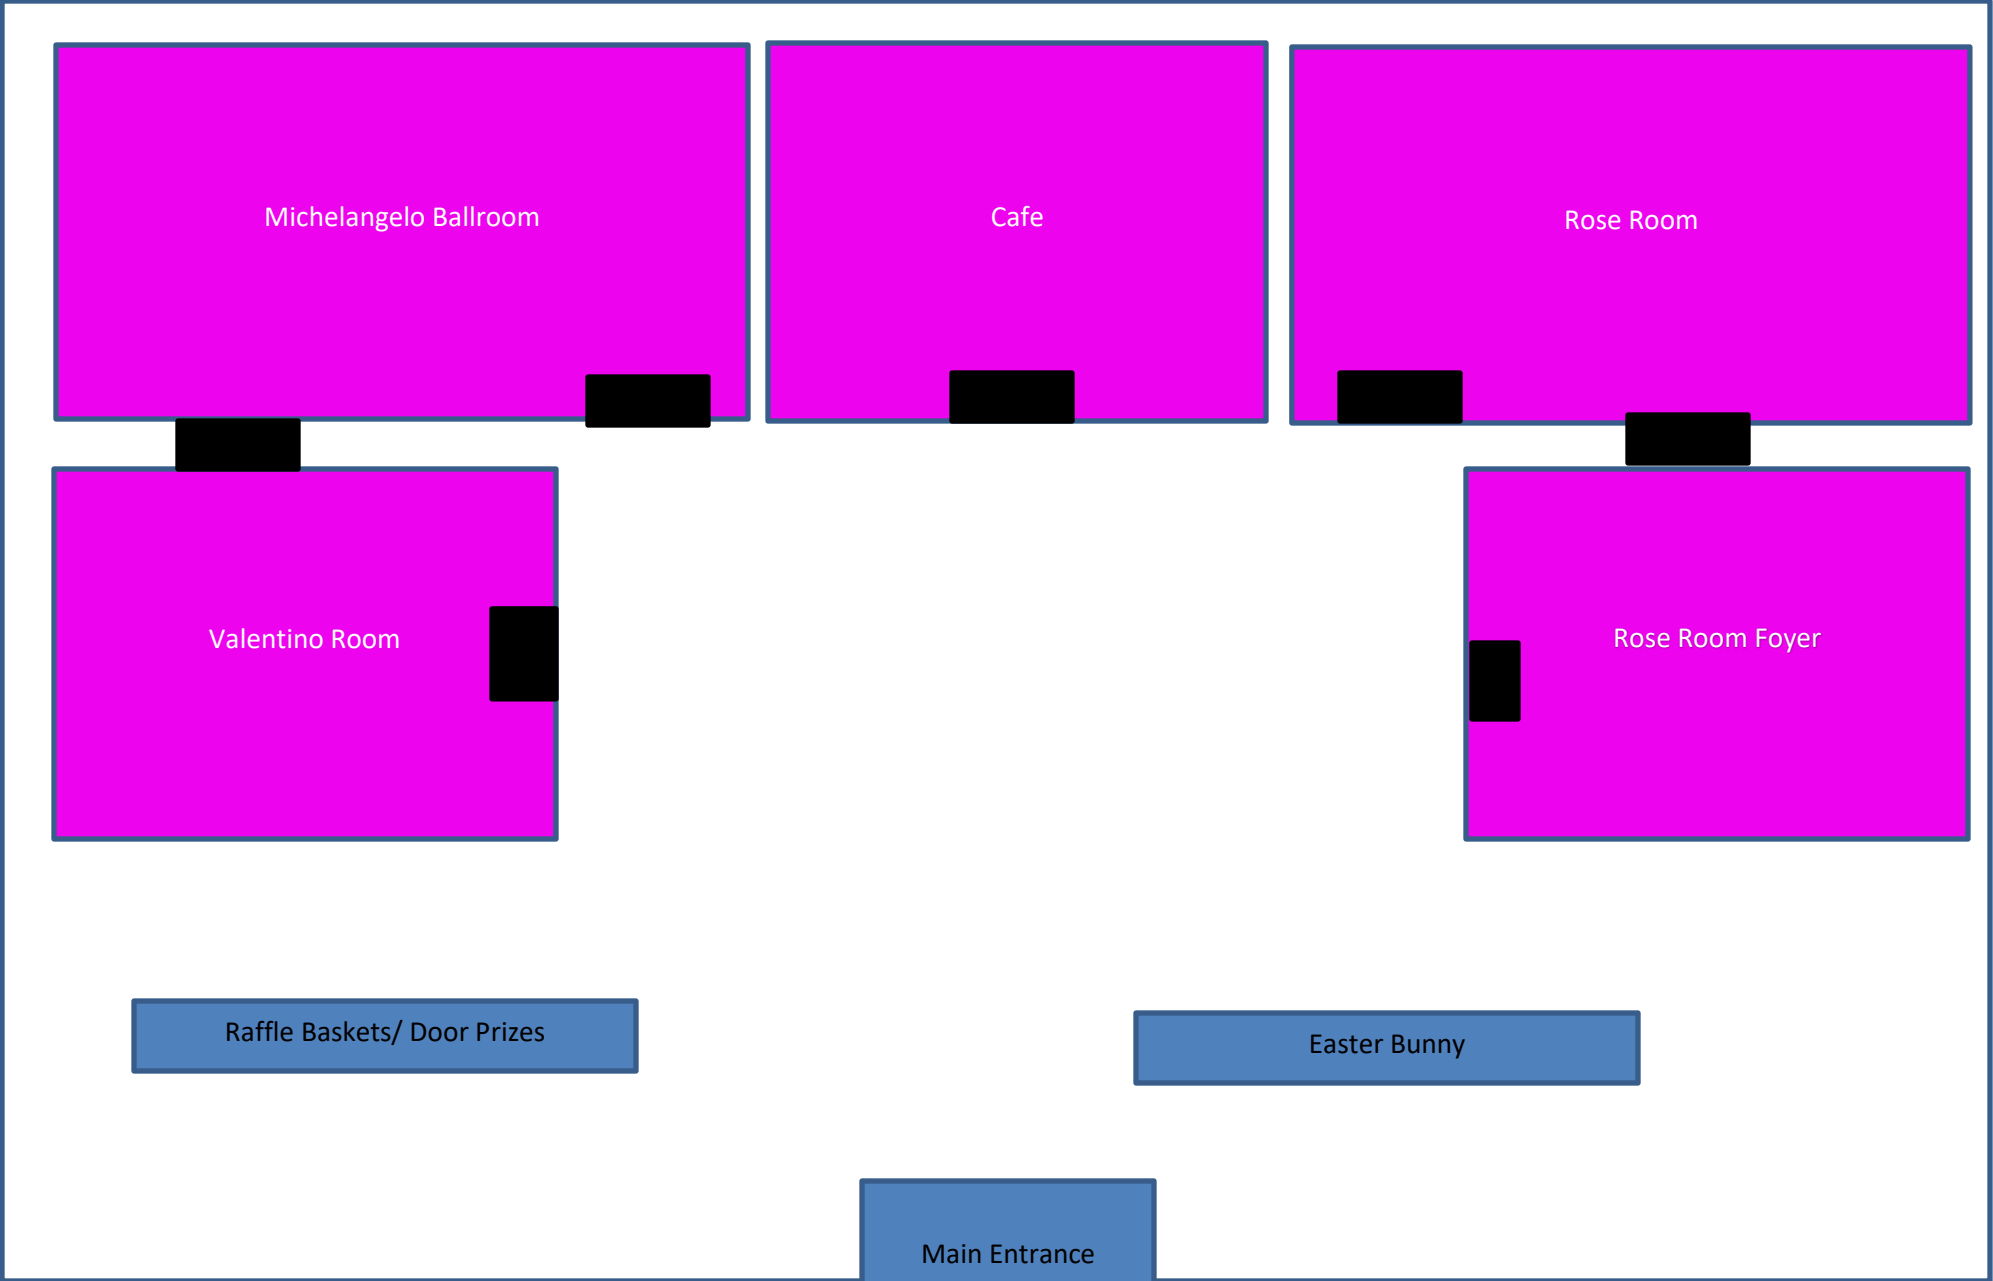 Michelangelo Ballroom
Cafe
Rose Room
Valentino Room
Rose Room Foyer
Raffle Baskets/ Door Prizes
Easter Bunny
Main Entrance